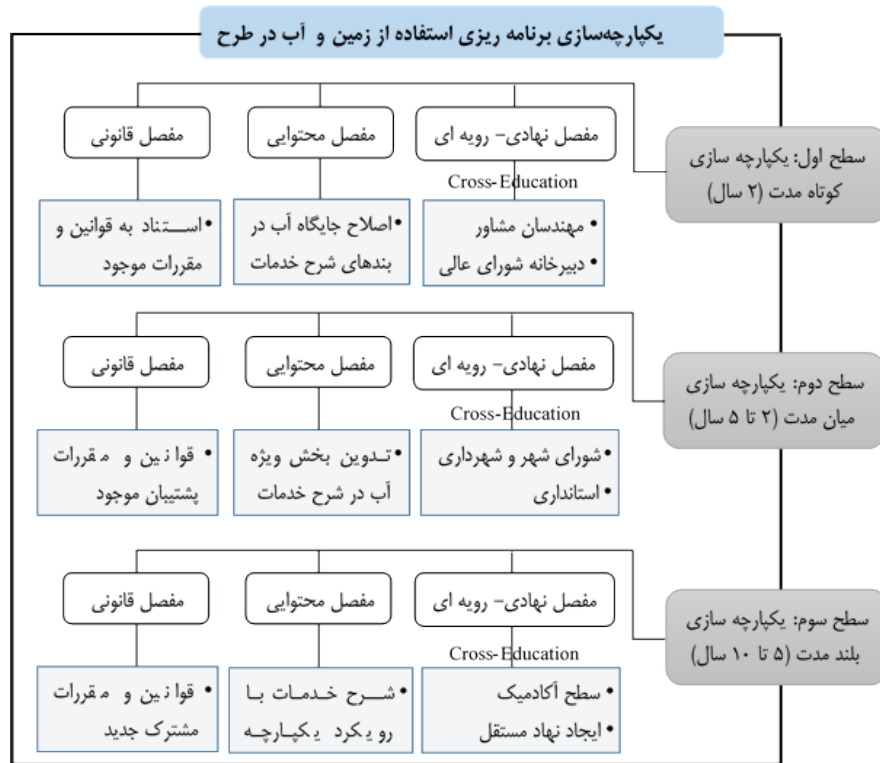 یکپارچه‌سازی برنامه ریزی استفاده از زمین و آب در طرح
سطح اول: یکپارچه سازی
کوتاه مدت (۲ سال)
مفصل نهادی- رویه ای
مفصل محتوایی
مفصل قانونی
Cross-Education
• مهندسان مشاور
• دبیرخانه شورای عالی
• اصلاح جایگاه آب در
بندهای شرح خدمات
• استناد به قوانین و
مقررات موجود
سطح دوم: یکپارچه سازی
میان مدت (۲ تا ۵ سال)
مفصل نهادی- رویه ای
مفصل محتوایی
مفصل قانونی
Cross-Education
• شورای شهر و شهرداری
• استانداری
• تدوین بخش ویژه
آب در شرح خدمات
• قوانین و مقررات
پشتیبان موجود
سطح سوم: یکپارچه سازی
بلند مدت (۵ تا ۱۰ سال)
مفصل نهادی- رویه ای
مفصل محتوایی
مفصل قانونی
Cross-Education
• سطح آکادمیک
• ایجاد نهاد مستقل
• شرح خدمات با
رویکرد یکپارچه
• قوانین و مقررات
مشترک جدید